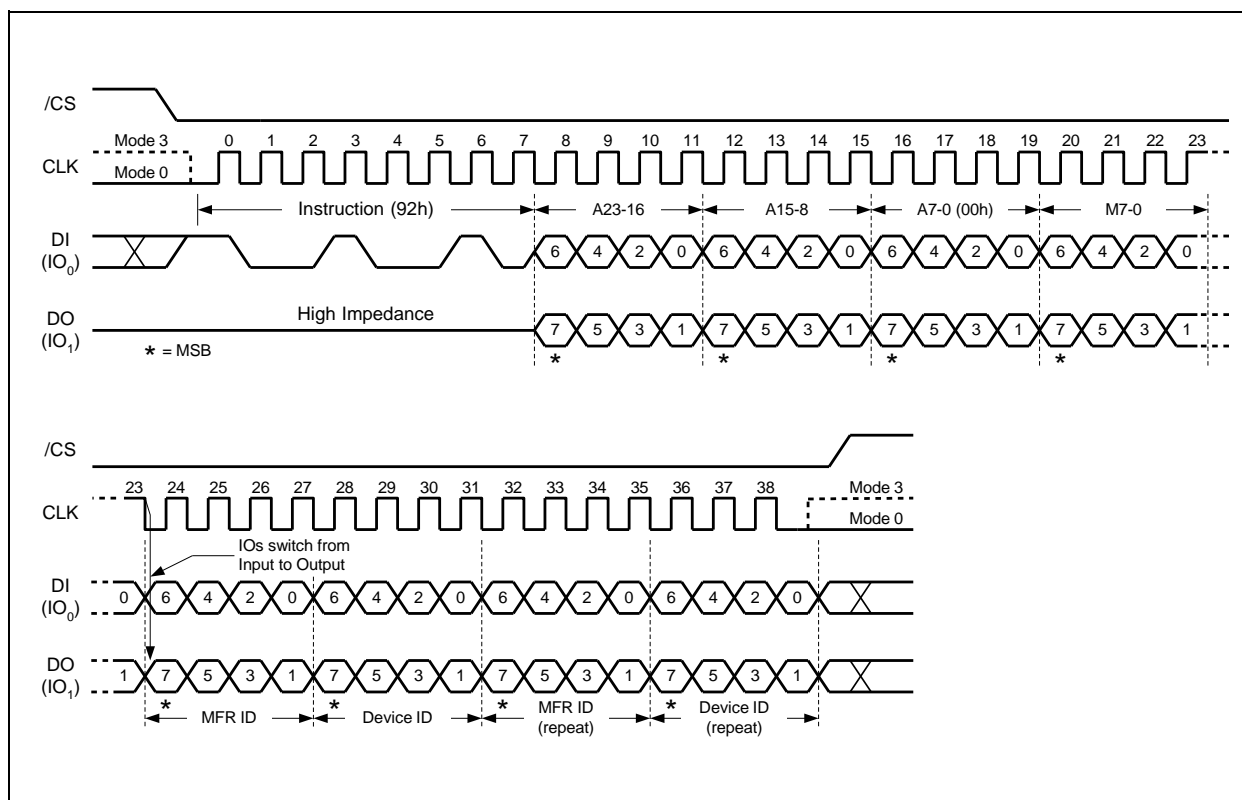 /CS
Mode 3 0 1 2 3 4 5 6 7 8 9 10 11 12 13 14 15 16 17 18 19 20 21 22 23
CLK Mode 0
Instruction (92h) A23-16 A15-8 A7-0 (00h) M7-0
DI
(IO0) 6 4 2 0 6 4 2 0 6 4 2 0 6 4 2 0
High Impedance
DO
(IO1) 7 5 3 1 7 5 3 1 7 5 3 1 7 5 3 1
* = MSB * * * *
/CS
23 24 25 26 27 28 29 30 31 32 33 34 35 36 37 38 Mode 3
CLK Mode 0
IOs switch from
Input to Output
DI
(IO0) 0 6 4 2 0 6 4 2 0 6 4 2 0 6 4 2 0
DO
(IO1) 1 7 5 3 1 7 5 3 1 7 5 3 1 7 5 3 1
* * * *
MFR ID Device ID MFR ID
(repeat) Device ID
(repeat)